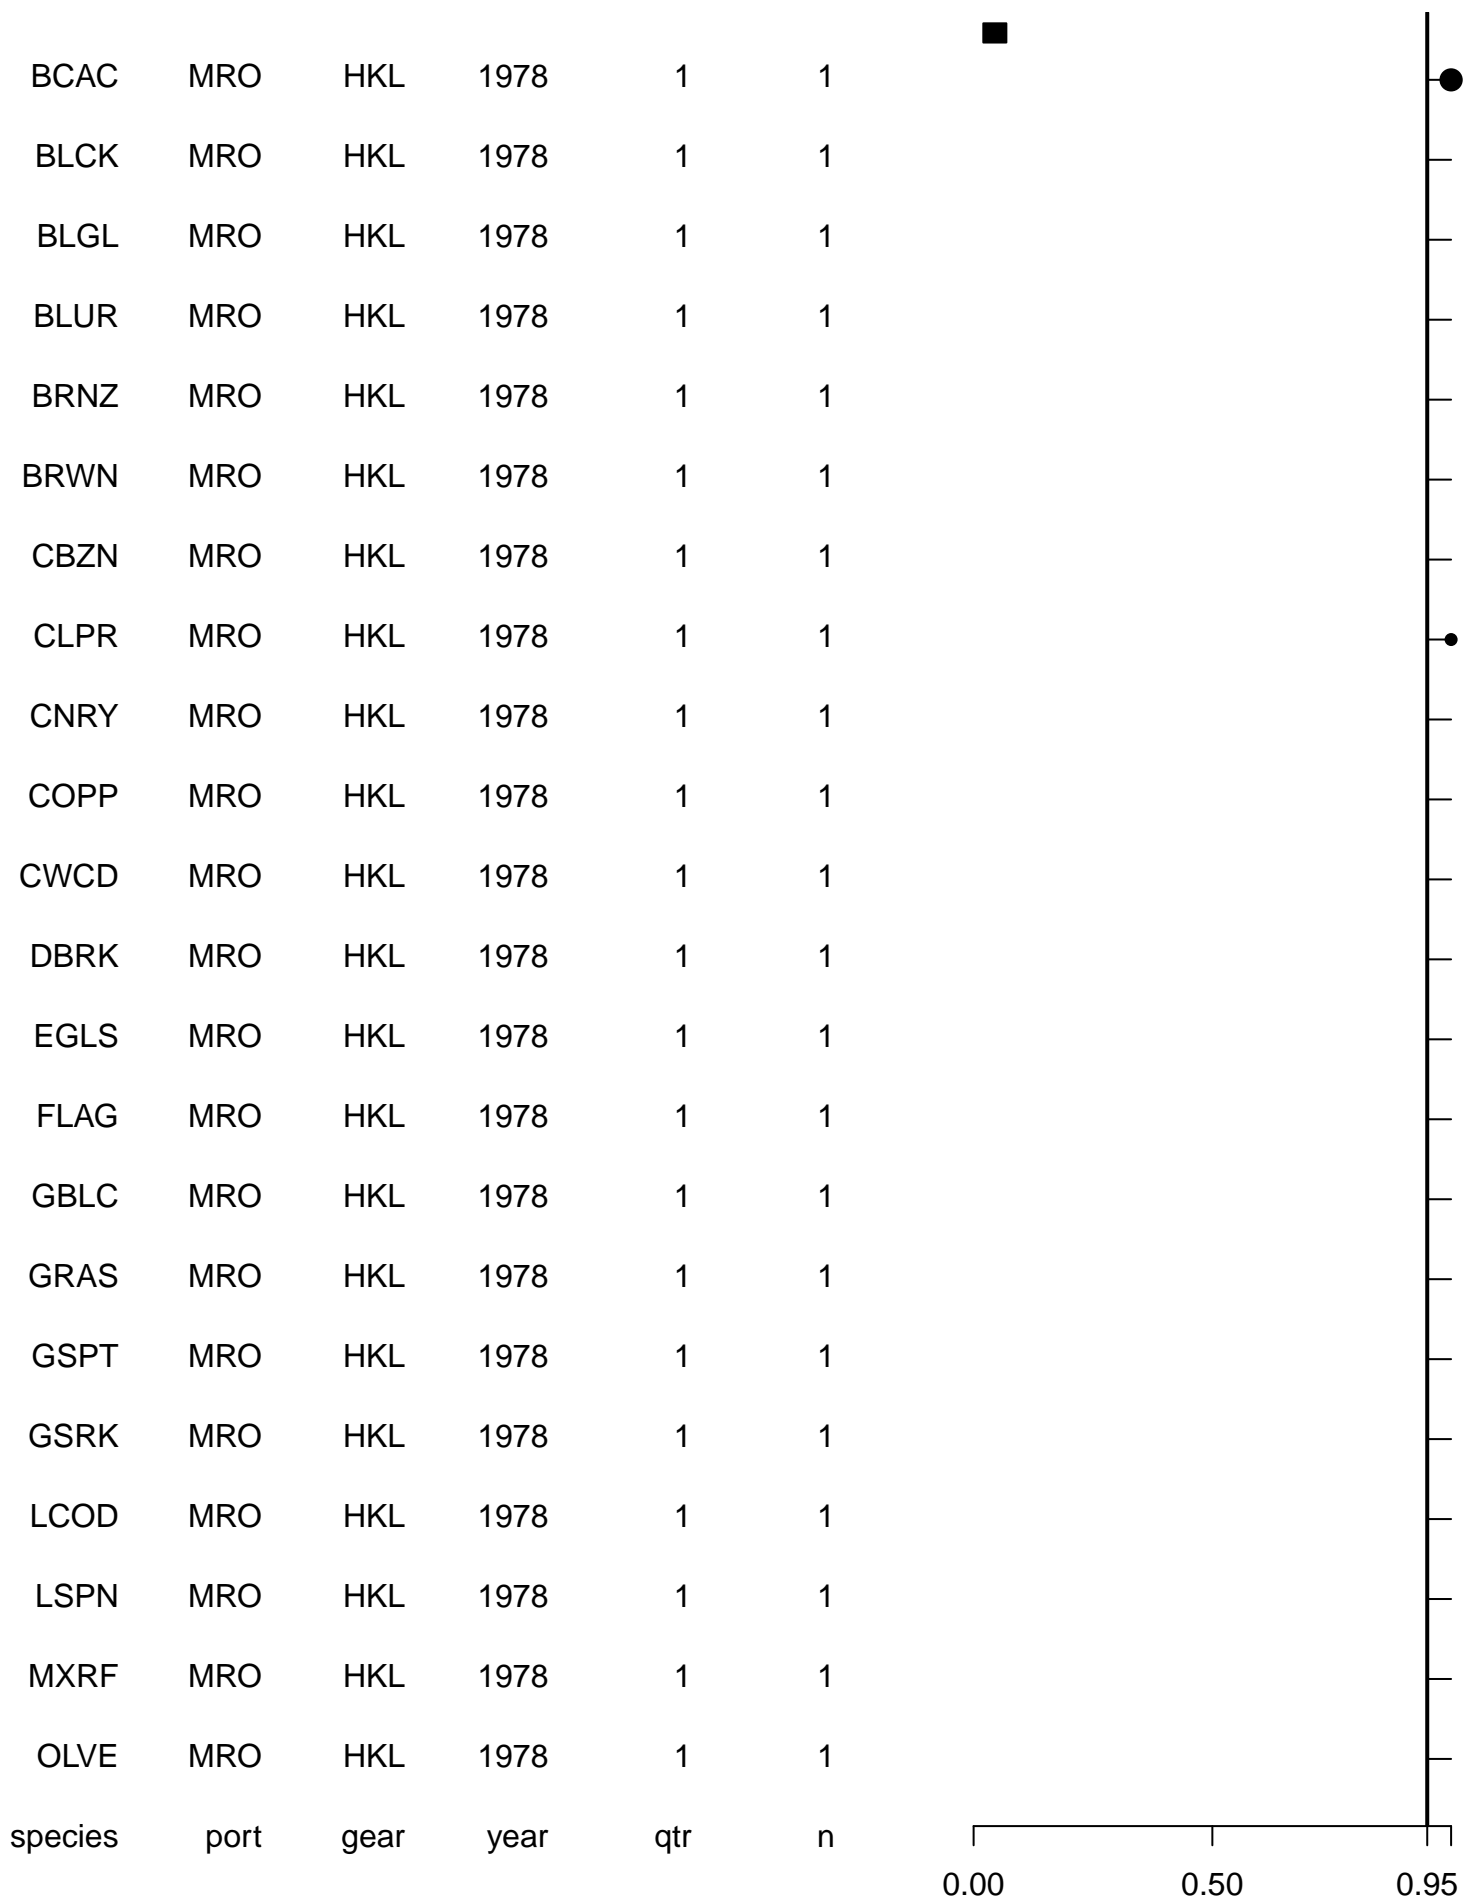 BCAC MRO HKL 1978 1 1
BLCK MRO HKL 1978 1 1
BLGL MRO HKL 1978 1 1
BLUR MRO HKL 1978 1 1
BRNZ MRO HKL 1978 1 1
BRWN MRO HKL 1978 1 1
CBZN MRO HKL 1978 1 1
CLPR MRO HKL 1978 1 1
CNRY MRO HKL 1978 1 1
COPP MRO HKL 1978 1 1
CWCD MRO HKL 1978 1 1
DBRK MRO HKL 1978 1 1
EGLS MRO HKL 1978 1 1
FLAG MRO HKL 1978 1 1
GBLC MRO HKL 1978 1 1
GRAS MRO HKL 1978 1 1
GSPT MRO HKL 1978 1 1
GSRK MRO HKL 1978 1 1
LCOD MRO HKL 1978 1 1
LSPN MRO HKL 1978 1 1
MXRF MRO HKL 1978 1 1
OLVE MRO HKL 1978 1 1
species port gear year qtr n
0.00 0.50 0.95